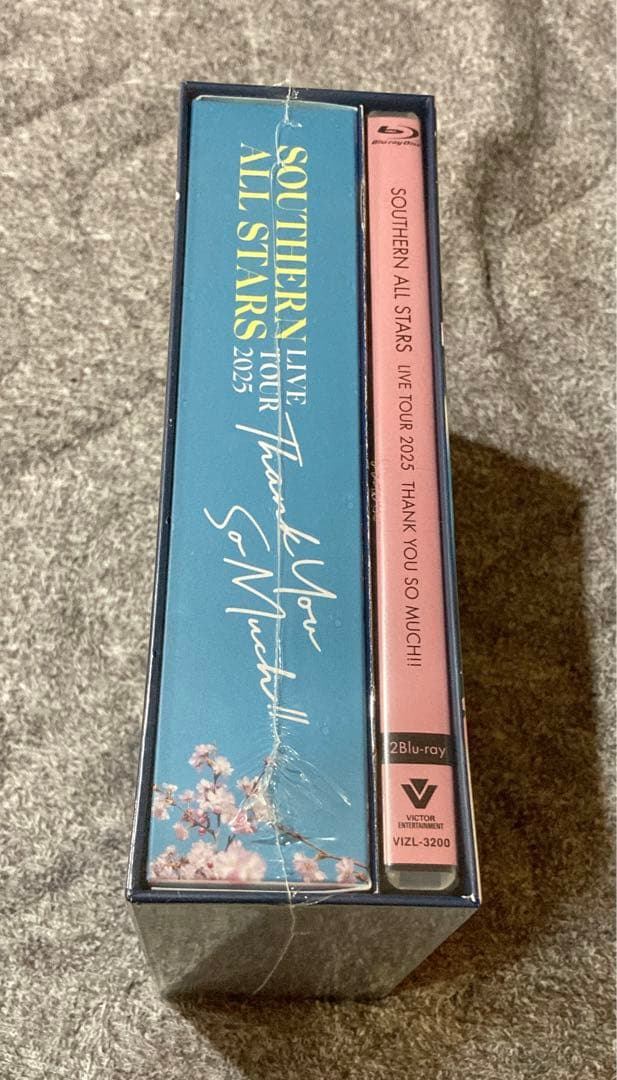 SOUTHERN
ALL STARS
LIVE
TOUR
2025
Thank You
So Much!!
Blu-ray Disc
SOUTHERN ALL STARS LIVE TOUR 2025 THANK YOU SO MUCH!!
2Blu-ray
VICTOR
ENTERTAINMENT
VIZL-3200